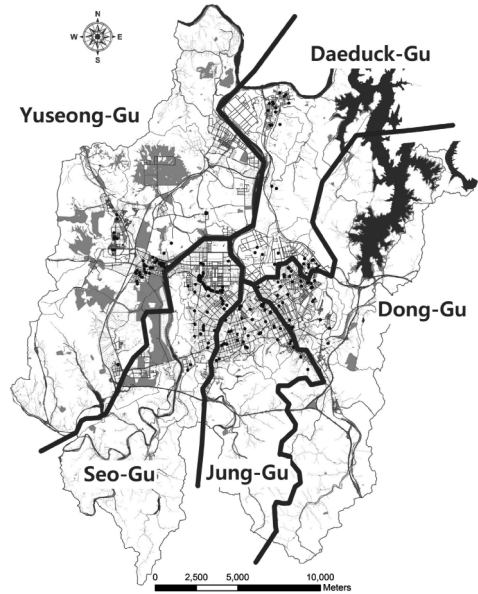 N
W E
S
Daeduck-Gu
Yuseong-Gu
Dong-Gu
Seo-Gu
Jung-Gu
0 2,500 5,000 10,000
Meters